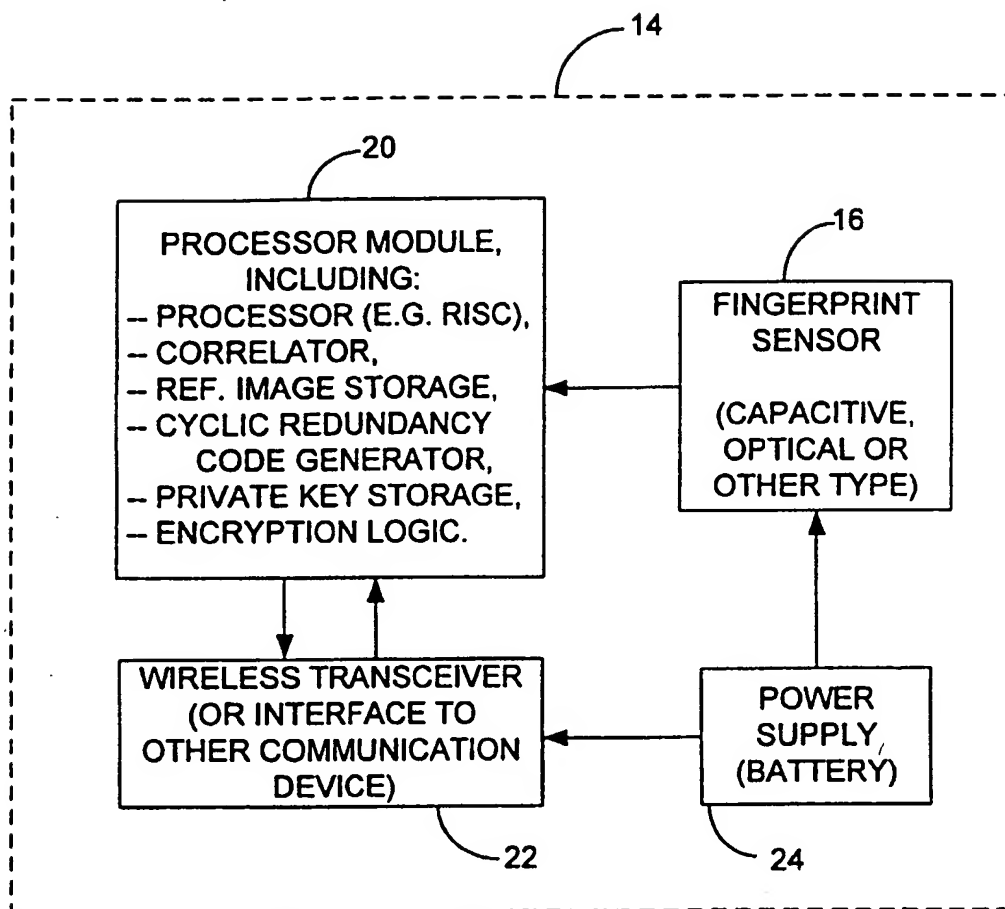 14
20
PROCESSOR MODULE,
INCLUDING:
– PROCESSOR (E.G. RISC),
– CORRELATOR,
– REF. IMAGE STORAGE,
– CYCLIC REDUNDANCY
CODE GENERATOR,
– PRIVATE KEY STORAGE,
– ENCRYPTION LOGIC.
16
FINGERPRINT
SENSOR
(CAPACITIVE,
OPTICAL OR
OTHER TYPE)
WIRELESS TRANSCEIVER
(OR INTERFACE TO
OTHER COMMUNICATION
DEVICE)
22
POWER
SUPPLY
(BATTERY)
24